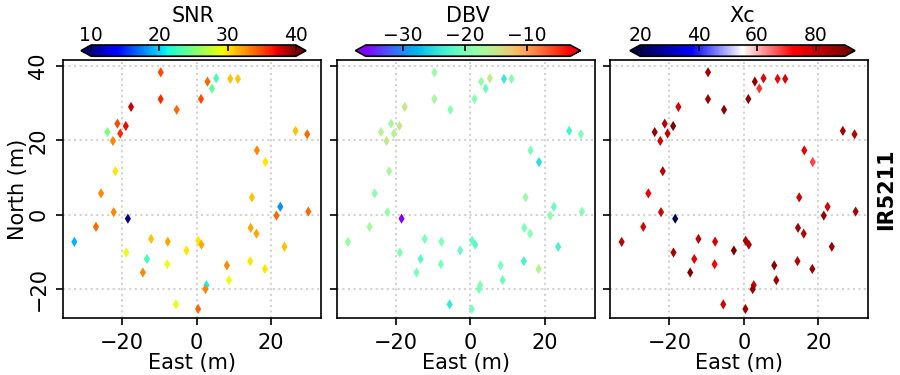 SNR DBV Xc
10 20 30 40 −30 −20 −10 20 40 60 80
40
20
0
−20
North (m)
IR5211
−20 0 20 −20 0 20 −20 0 20
East (m) East (m) East (m)